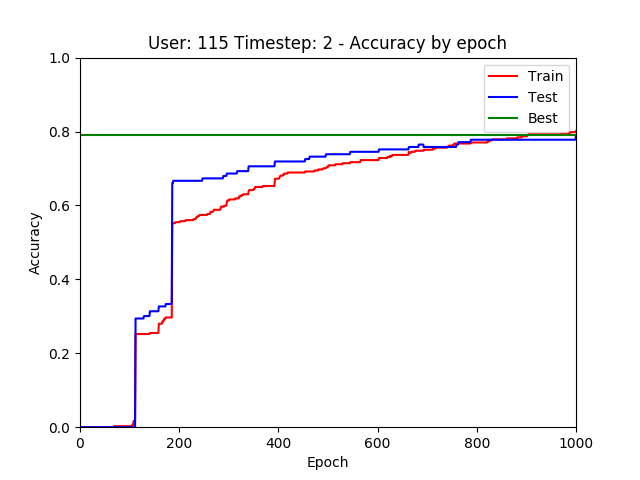 User: 115 Timestep: 2 - Accuracy by epoch
1.0
0.8
0.6
0.4
0.2
0.0
Accuracy
Train
Test
Best
0 200 400 600 800 1000
Epoch